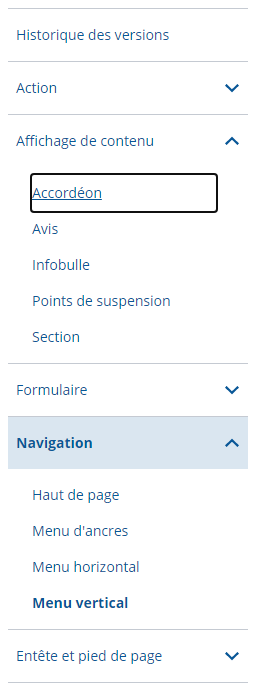 Historique des versions
Action
Affichage de contenu
Accordéon
Avis
Infobulle
Points de suspension
Section
Formulaire
Navigation
Haut de page
Menu d'ancres
Menu horizontal
Menu vertical
Entête et pied de page